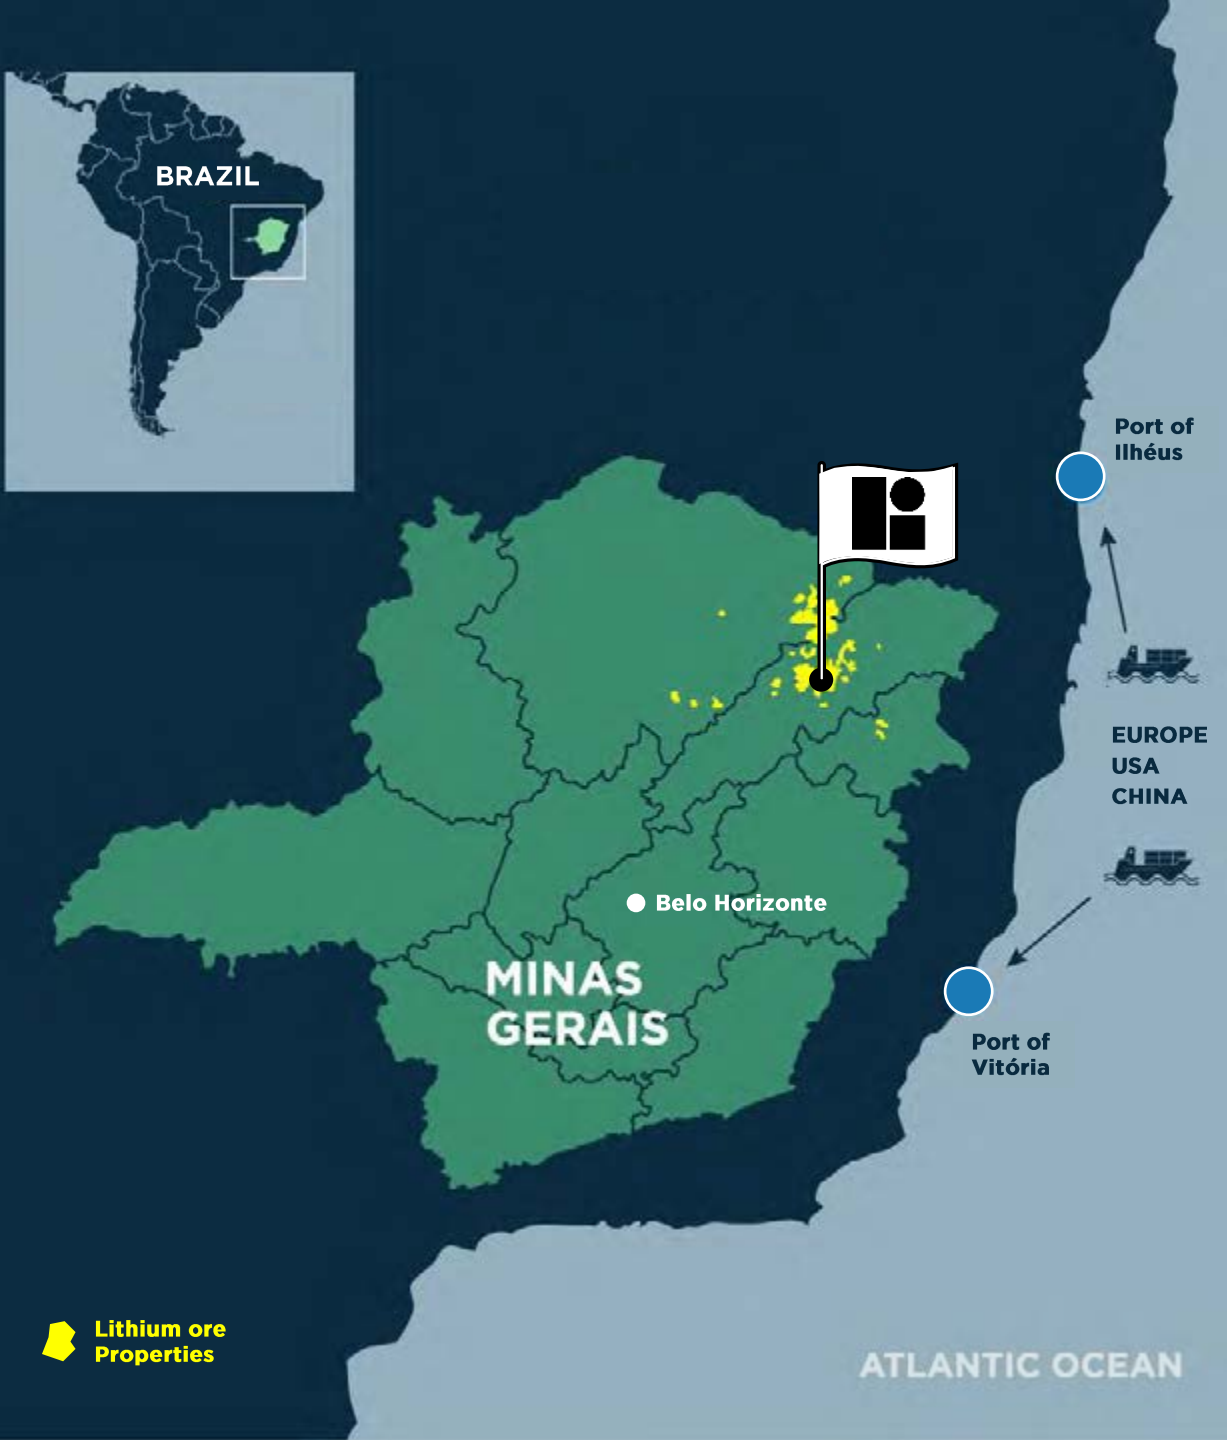 BRAZIL
Port of
Ilhéus
EUROPE
USA
CHINA
Belo Horizonte
MINAS
GERAIS
Port of
Vitória
Lithium ore
Properties
ATLANTIC OCEAN